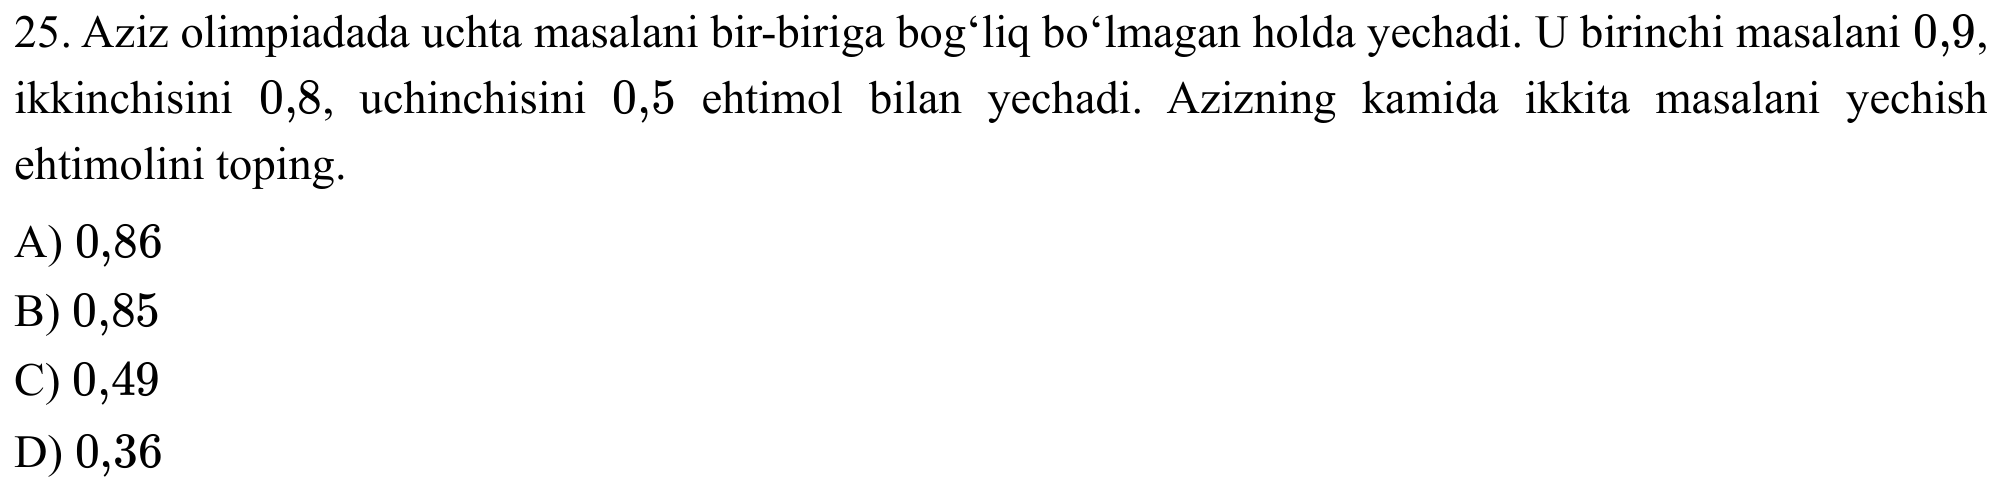 25. Aziz olimpiadada uchta masalani bir-biriga bog‘liq bo‘lmagan holda yechadi. U birinchi masalani 0,9,
ikkinchisini 0,8, uchinchisini 0,5 ehtimol bilan yechadi. Azizning kamida ikkita masalani yechish
ehtimolini toping.
A) 0,86
B) 0,85
C) 0,49
D) 0,36